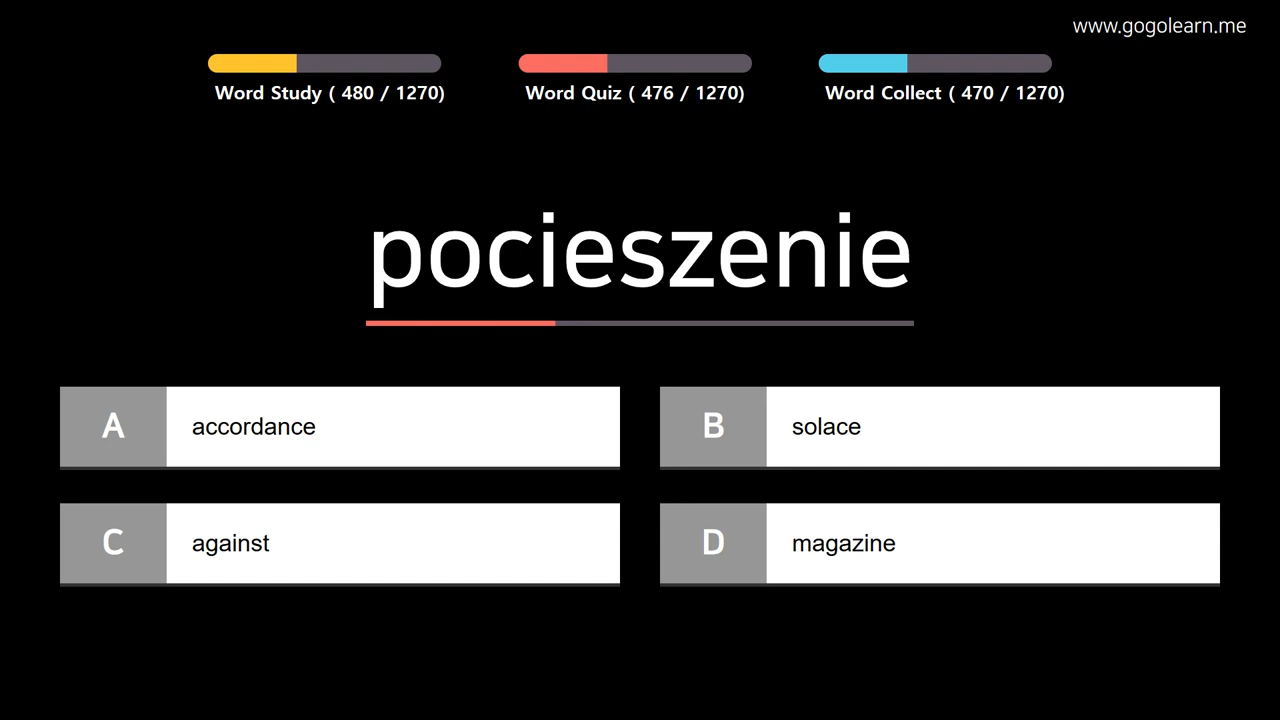 www.gogolearn.me
Word Study ( 480 / 1270)
Word Quiz ( 476 / 1270)
Word Collect ( 470 / 1270)
pocieszenie
A accordance
B solace
C against
D magazine